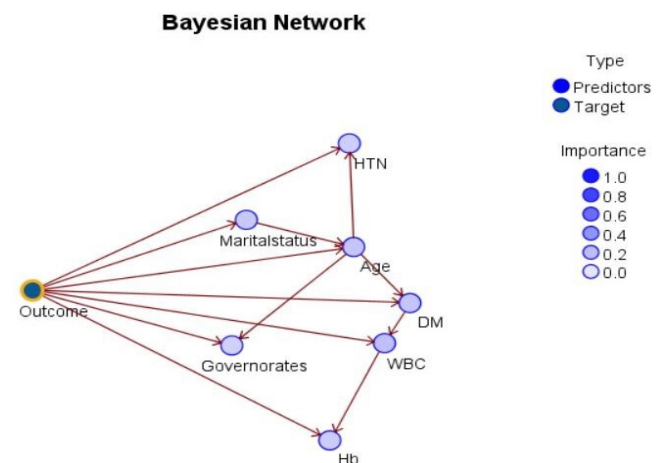 Bayesian Network
Type
Predictors
Target
Importance
1.0
0.8
0.6
0.4
0.2
0.0
HTN
Maritalstatus
Age
Outcome
DM
Governorates
WBC
Hb